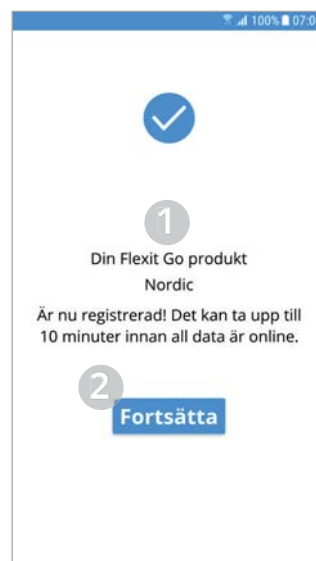 100% 07:0
1
Din Flexit Go produkt
Nordic
Är nu registrerad! Det kan ta upp till
10 minuter innan all data är online.
2
Fortsätta